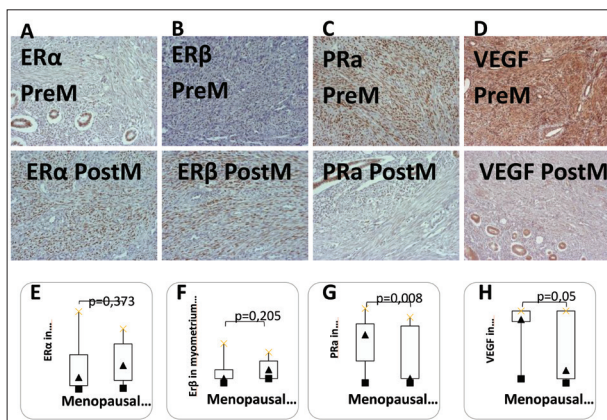 A
ERα
PreM
B
ERβ
PreM
C
PRa
PreM
D
VEGF
PreM
ERα PostM
ERβ PostM
PRa PostM
VEGF PostM
E
p=0,373
ERα in...
Menopausal...
F
p=0,205
Erβ in myometrium...
Menopausal...
G
p=0,008
PRa in...
Menopausal...
H
p=0,05
VEGF in...
Menopausal...